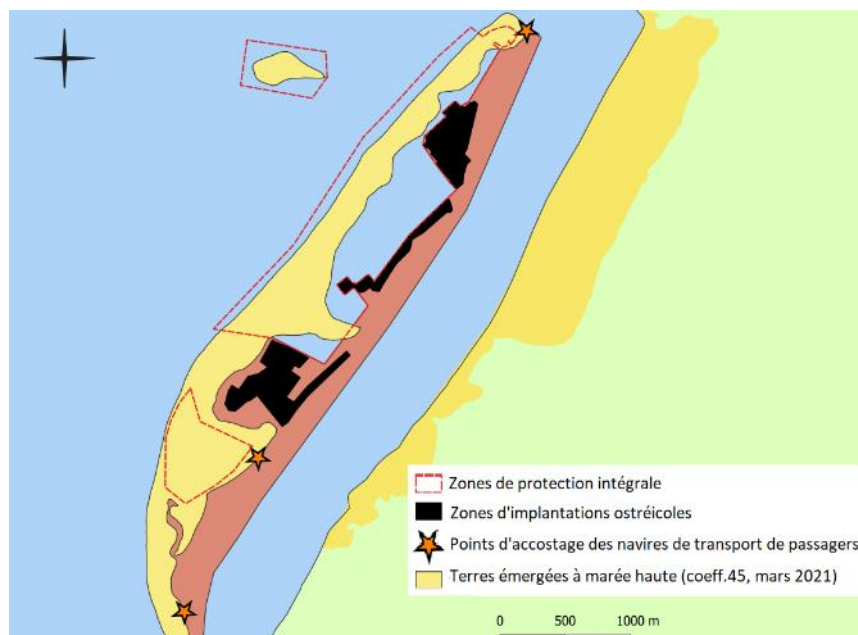 Zones de protection intégrale
Zones d'implantations ostréicoles
Points d'accostage des navires de transport de passagers
Terres émergées à marée haute (coeff.45, mars 2021)
0 500 1000 m